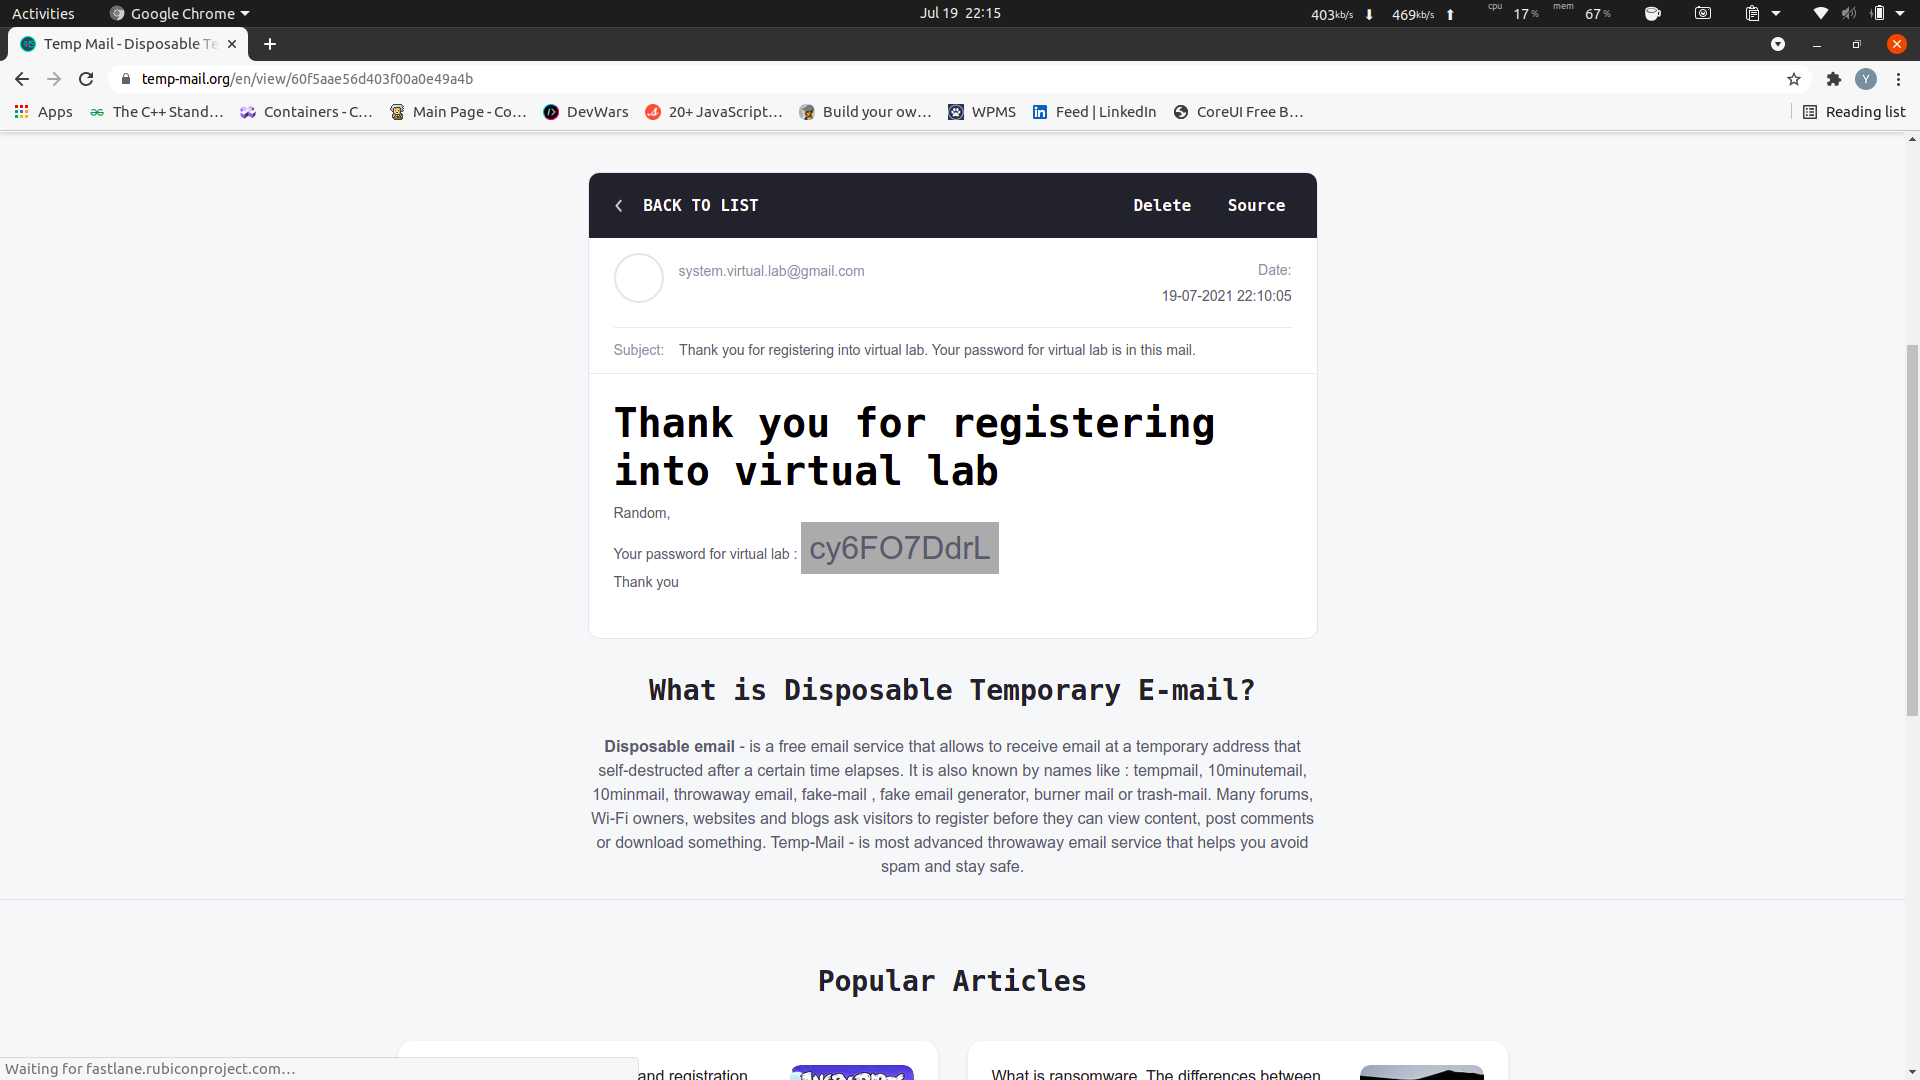 Activities
Google Chrome
Jul 19 22:15
403kb/s
469kb/s
cpu 17%
mem 67%
Temp Mail - Disposable Te
temp-mail.org/en/view/60f5aae56d403f00a0e49a4b
Y
Apps
The C++ Stand…
Containers - C…
Main Page - Co…
DevWars
20+ JavaScript…
Build your ow…
WPMS
Feed | LinkedIn
CoreUI Free B…
Reading list
BACK TO LIST
Delete
Source
system.virtual.lab@gmail.com
Date:
19-07-2021 22:10:05
Subject: Thank you for registering into virtual lab. Your password for virtual lab is in this mail.
Thank you for registering
into virtual lab
Random,
Your password for virtual lab : cy6FO7DdrL
Thank you
What is Disposable Temporary E-mail?
Disposable email - is a free email service that allows to receive email at a temporary address that
self-destructed after a certain time elapses. It is also known by names like : tempmail, 10minutemail,
10minmail, throwaway email, fake-mail , fake email generator, burner mail or trash-mail. Many forums,
Wi-Fi owners, websites and blogs ask visitors to register before they can view content, post comments
or download something. Temp-Mail - is most advanced throwaway email service that helps you avoid
spam and stay safe.
Popular Articles
and registration
What is ransomware. The differences between
Waiting for fastlane.rubiconproject.com…